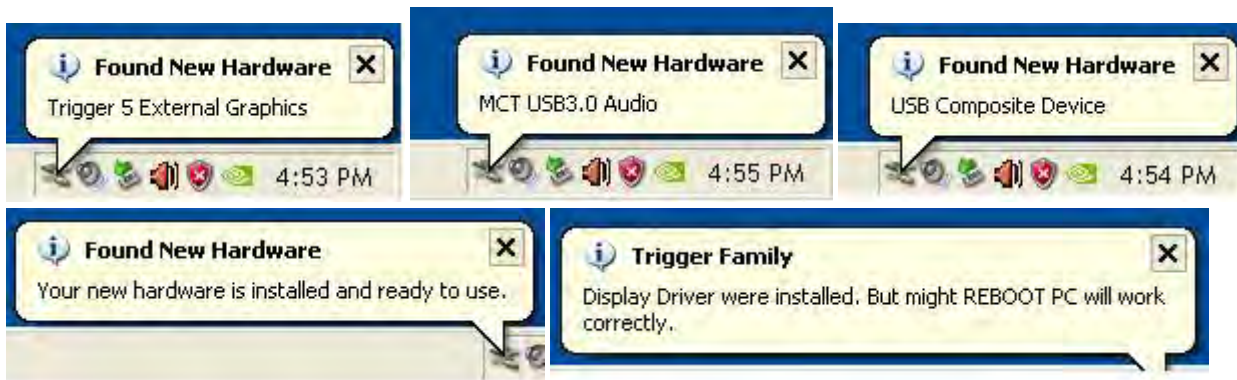 Found New Hardware
Trigger 5 External Graphics
4:53 PM
Found New Hardware
MCT USB3.0 Audio
4:55 PM
Found New Hardware
USB Composite Device
4:54 PM
Found New Hardware
Your new hardware is installed and ready to use.
Trigger Family
Display Driver were installed. But might REBOOT PC will work
correctly.